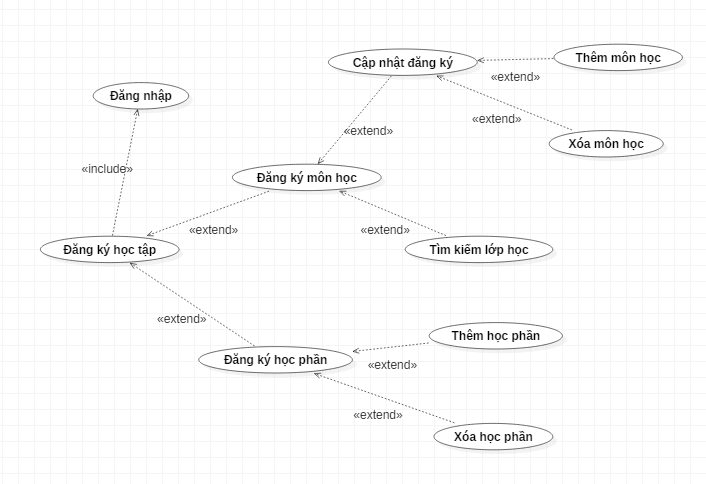 Cập nhật đăng ký
Thêm môn học
«extend»
Đăng nhập
«extend»
«extend»
Xóa môn học
«include»
Đăng ký môn học
«extend»
«extend»
Đăng ký học tập
Tìm kiếm lớp học
«extend»
Thêm học phần
Đăng ký học phần
«extend»
«extend»
Xóa học phần